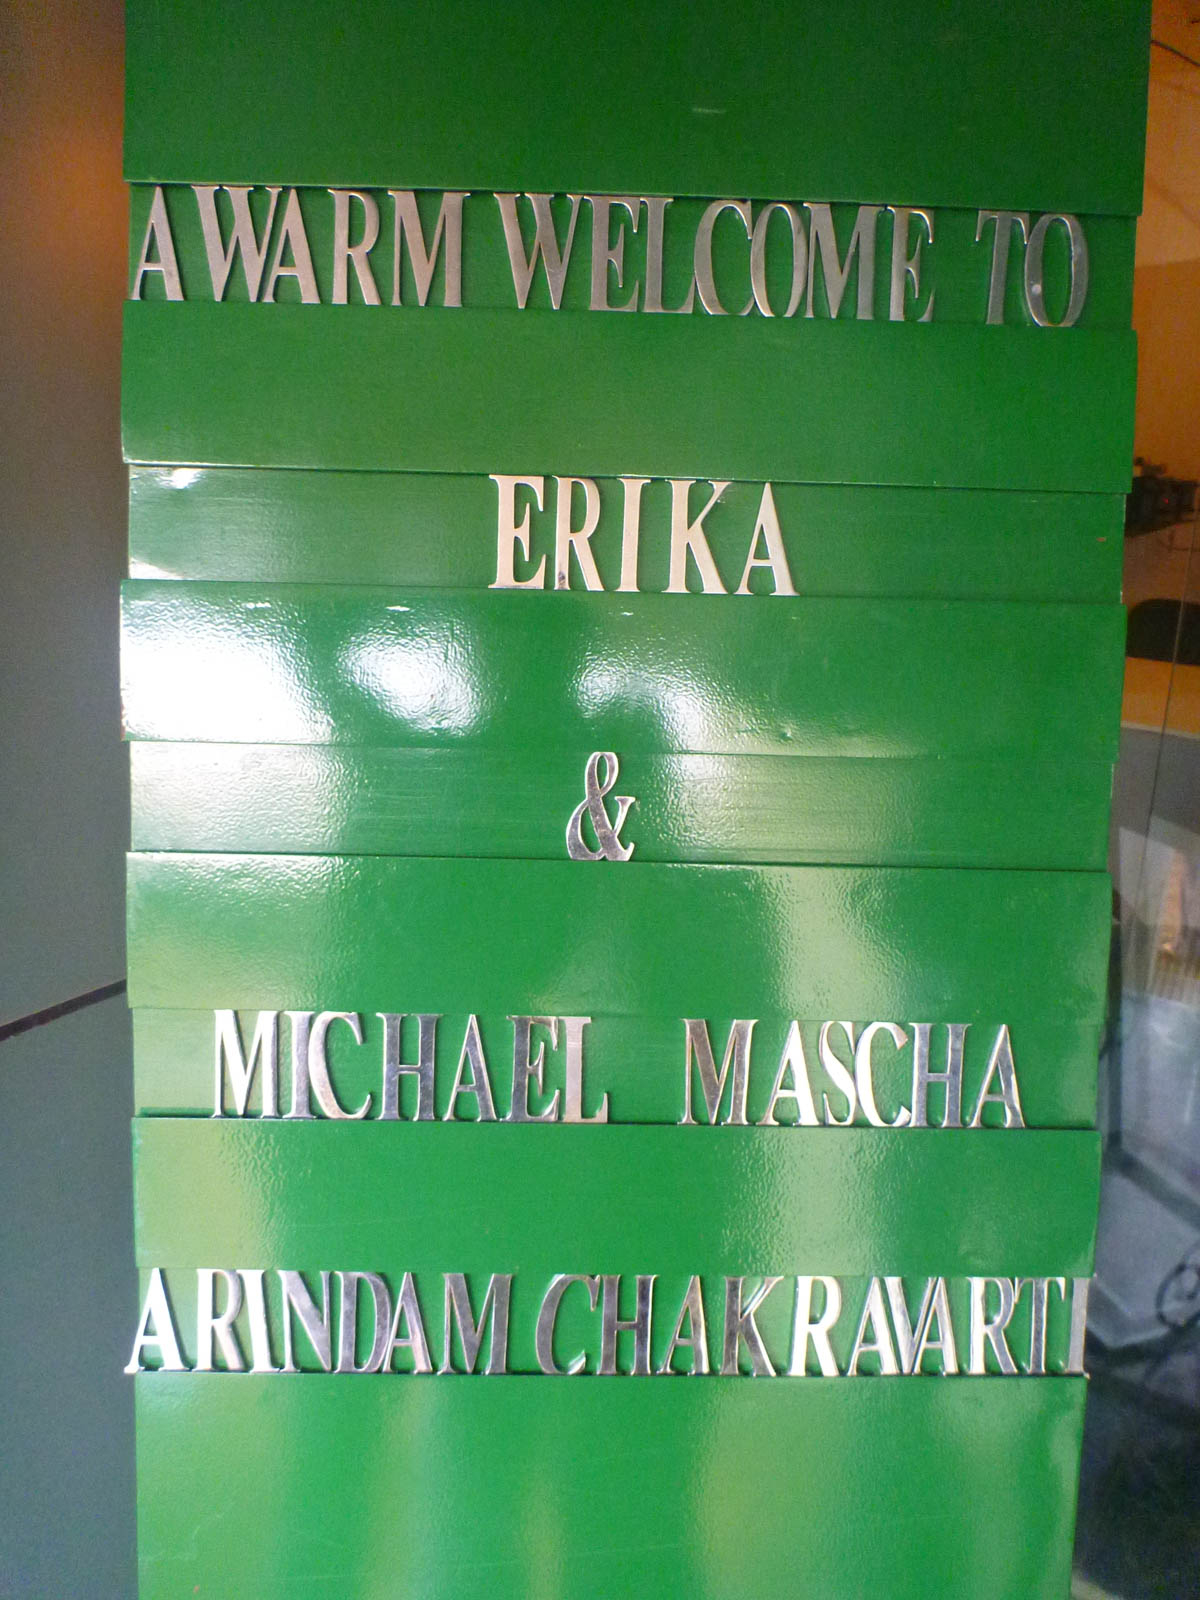 A WARM WELCOME TO
ERIKA
&
MICHAEL MASCHA
ARINDAM CHAKRAVARTI